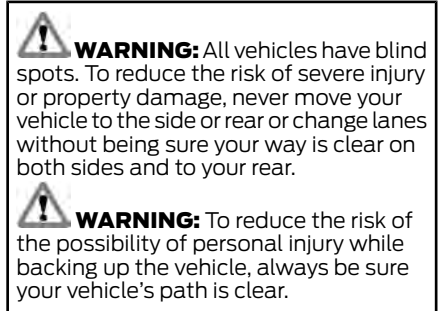 WARNING: All vehicles have blind
spots. To reduce the risk of severe injury
or property damage, never move your
vehicle to the side or rear or change lanes
without being sure your way is clear on
both sides and to your rear.
WARNING: To reduce the risk of
the possibility of personal injury while
backing up the vehicle, always be sure
your vehicle's path is clear.